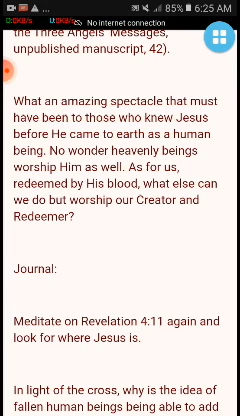 85% 6:25 AM
0:0KB/s U:0KB/s No internet connection
the Three Angels' Messages,
unpublished manuscript, 42).
What an amazing spectacle that must
have been to those who knew Jesus
before He came to earth as a human
being. No wonder heavenly beings
worship Him as well. As for us,
redeemed by His blood, what else can
we do but worship our Creator and
Redeemer?
Journal:
Meditate on Revelation 4:11 again and
look for where Jesus is.
In light of the cross, why is the idea of
fallen human beings being able to add